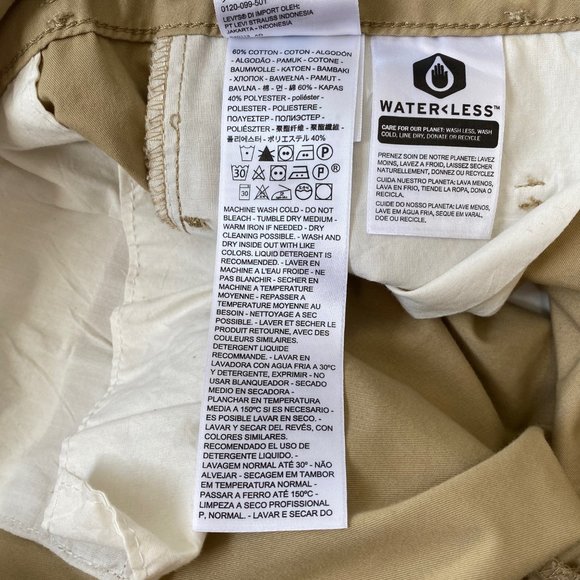 0120-099-501
LEVI'S® DI IMPOR OLEH:
PT LEVI STRAUSS INDONESIA
JAKARTA - INDONESIA
60% COTTON - COTON - ALGODÓN
- ALGODÃO - PAMUK - COTONE -
BAUMWOLLE - KATOEN - BAMBAKI
- ХЛОПОК - BAWEŁNA - PAMUT -
BAVLNA - 棉 - 면 - 綿 60% - KAPAS
40% POLYESTER - poliéster -
POLIESTER - POLIESTERE -
ПОЛУЕСТЕР - ПОЛИЭСТЕР -
POLIÉSZTER - 聚酯纤维 - 聚酯纖維 -
폴리에스터 - ポリエステル 40%
P
30 P ®
30
MACHINE WASH COLD - DO NOT
BLEACH - TUMBLE DRY MEDIUM -
WARM IRON IF NEEDED - DRY
CLEANING POSSIBLE. - WASH AND
DRY INSIDE OUT WITH LIKE
COLORS. LIQUID DETERGENT IS
RECOMMENDED. - LAVER EN
MACHINE A L'EAU FROIDE - NE
PAS BLANCHIR - SECHER EN
MACHINE A TEMPERATURE
MOYENNE - REPASSER A
TEMPERATURE MOYENNE AU
BESOIN - NETTOYAGE A SEC
POSSIBLE. - LAVER ET SECHER LE
PRODUIT RETOURNE, AVEC DES
COULEURS SIMILAIRES.
DETERGENT LIQUIDE
RECOMMANDE. - LAVAR EN
LAVADORA CON AGUA FRIA A 30ºC
Y DETERGENTE, EXPRIMIR - NO
USAR BLANQUEADOR - SECADO
MEDIO -
PLANCHAR EN TEMPERATURA
MEDIA A 150ºC SI ES NECESARIO -
ES POSIBLE LAVAR EN SECO. -
LAVAR Y SECAR DEL REVÉS, CON
COLORES SIMILARES.
RECOMENDADO EL USO DE
DETERGENTE LIQUIDO. -
LAVAGEM NORMAL ATÉ 30º - NÃO
ALVEJAR - SECAGEM EM TAMBOR
EM TEMPERATURA NORMAL -
PASSAR A FERRO ATÉ 150ºC -
LIMPEZA A SECO PROFISSIONAL
P, NORMAL. - LAVAR E SECAR DO
WATER<LESS™
CARE FOR OUR PLANET: WASH LESS, WASH
COLD, LINE DRY, DONATE OR RECYCLE
PRENEZ SOIN DE NOTRE PLANETE: LAVEZ
MOINS, LAVEZ A FROID, LAISSEZ SECHER
NATURELLEMENT, DONNEZ OU RECYCLEZ
CUIDA NUESTRO PLANETA: LAVA MENOS,
LAVA EN FRIO, TIENDE LA ROPA, DONA O
RECICLA.
CUIDE DO NOSSO PLANETA: LAVE MENOS,
LAVE EM AGUA FRIA, SEQUE EM VARAL,
DOE OU RECICLE.